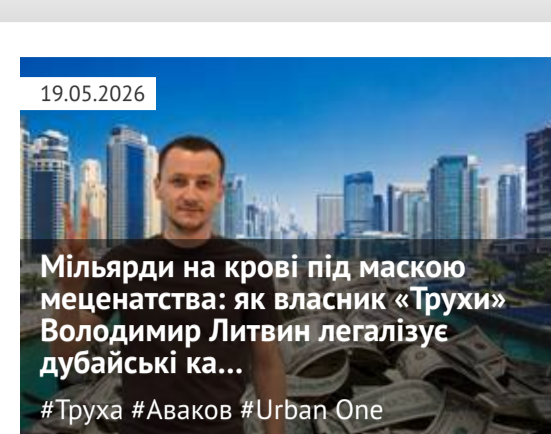 19.05.2026
Мільярди на крові під маскою
меценатства: як власник «Трухи»
Володимир Литвин легалізує
дубайські ка...
#Труха #Аваков #Urban One